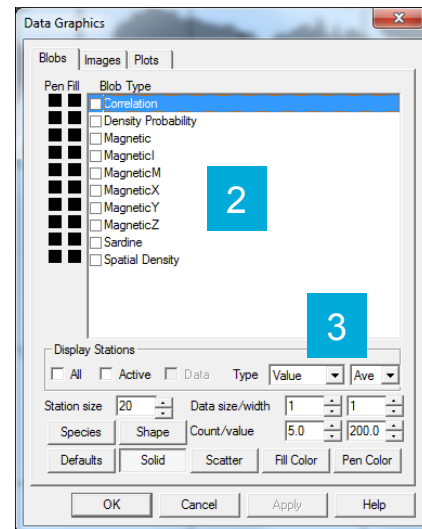 Data Graphics
Blobs Images Plots
Pen Fill Blob Type
Correlation
Density Probability
Magnetic
MagneticI
MagneticM
MagneticX
MagneticY
MagneticZ
Sardine
Spatial Density
2
3
Display Stations
All Active Data Type Value Ave
Station size 20 Data size/width 1 1
Species Shape Count/value 5.0 200.0
Defaults Solid Scatter Fill Color Pen Color
OK Cancel Apply Help